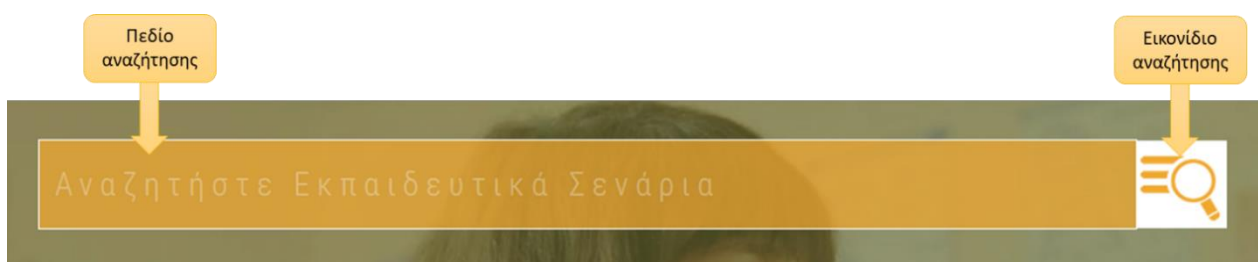 Πεδίο
αναζήτησης
Εικονίδιο
αναζήτησης
Αναζητήστε Εκπαιδευτικά Σενάρια